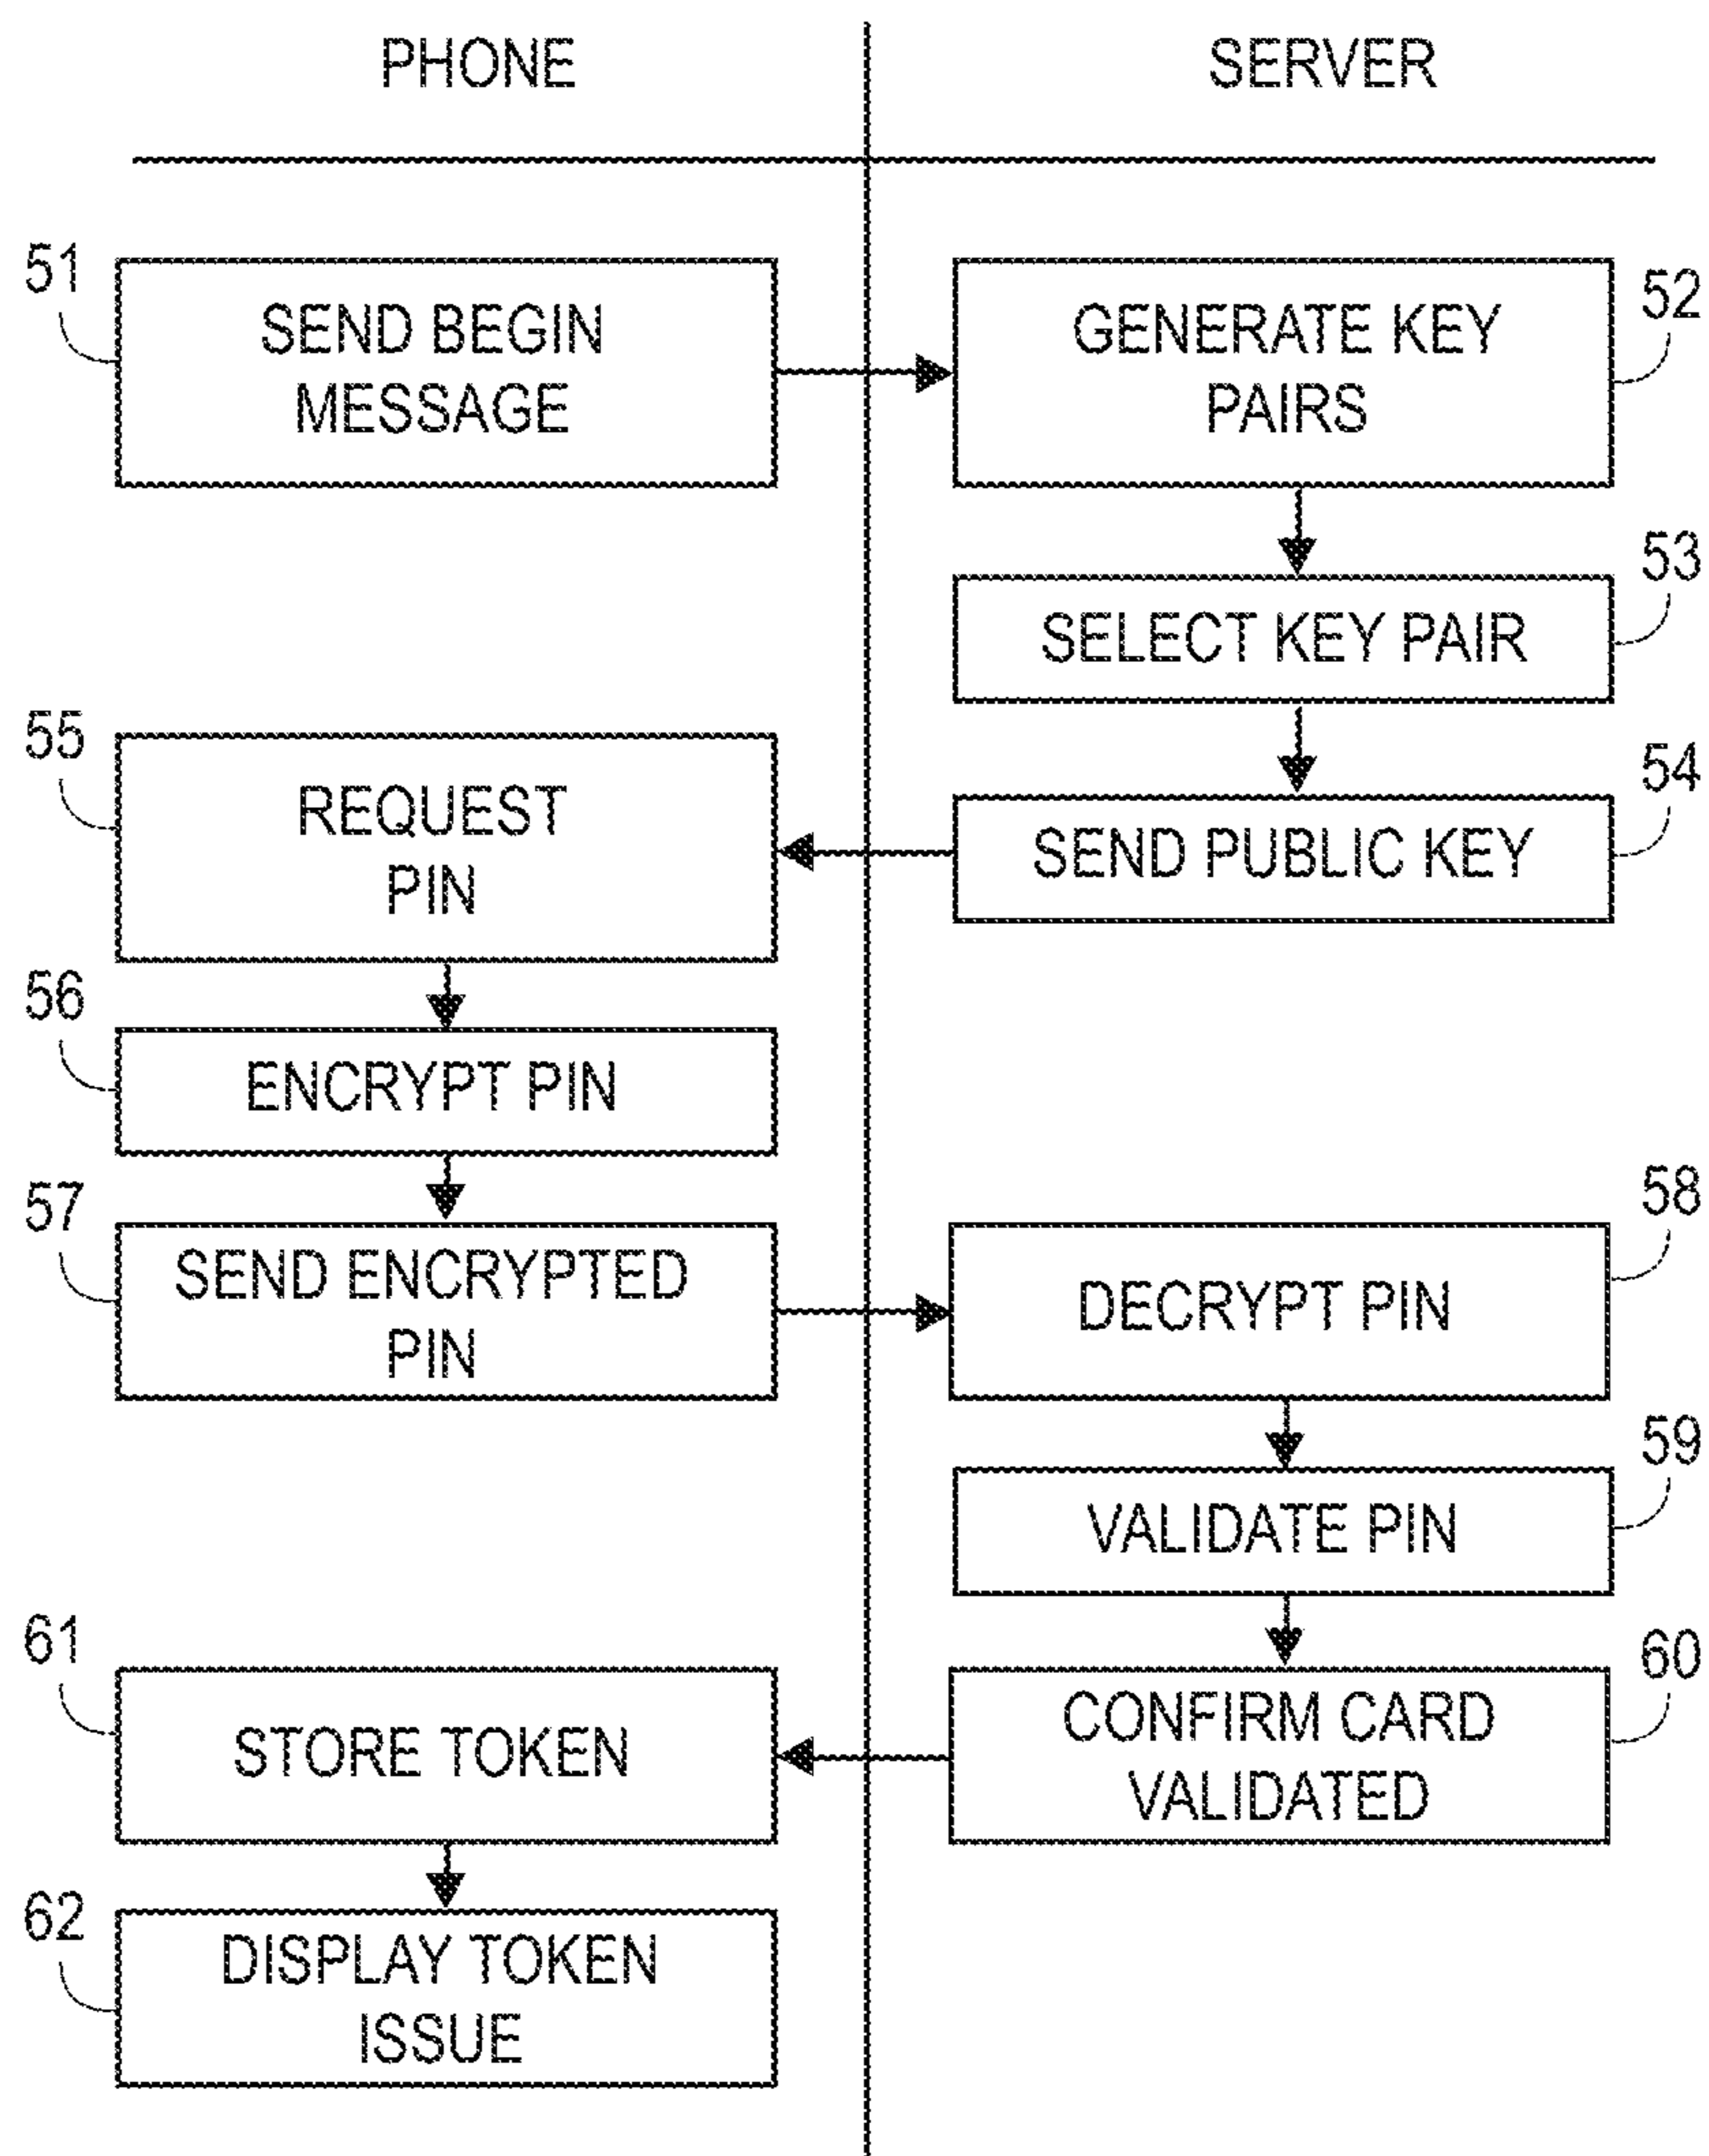 PHONE
SERVER
51
SEND BEGIN
MESSAGE
GENERATE KEY
PAIRS
52
SELECT KEY PAIR
53
SEND PUBLIC KEY
54
55
REQUEST
PIN
56
ENCRYPT PIN
57
SEND ENCRYPTED
PIN
DECRYPT PIN
58
VALIDATE PIN
59
CONFIRM CARD
VALIDATED
60
61
STORE TOKEN
62
DISPLAY TOKEN
ISSUE